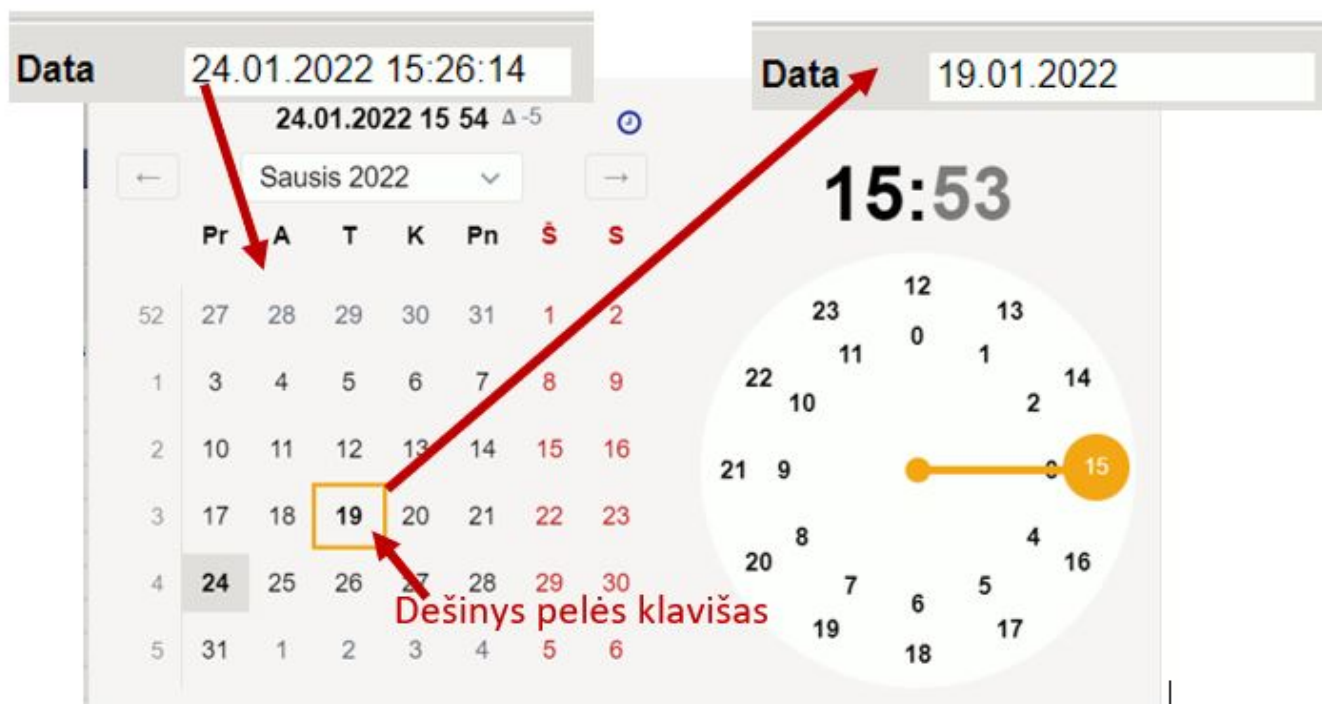 Data 24.01.2022 15:26:14
Data 19.01.2022
24.01.2022 15 54 Δ -5
← Sausis 2022 →
Pr A T K Pn Š S
52 27 28 29 30 31 1 2
1 3 4 5 6 7 8 9
2 10 11 12 13 14 15 16
3 17 18 19 20 21 22 23
4 24 25 26 27 28 29 30
5 31 1 2 3 4 5 6
Dešinys pelės klavišas
15:53
12
23 13
0
11 1
22 14
10 2
21 9 15
8 4
20 16
7 5
6
19 17
18